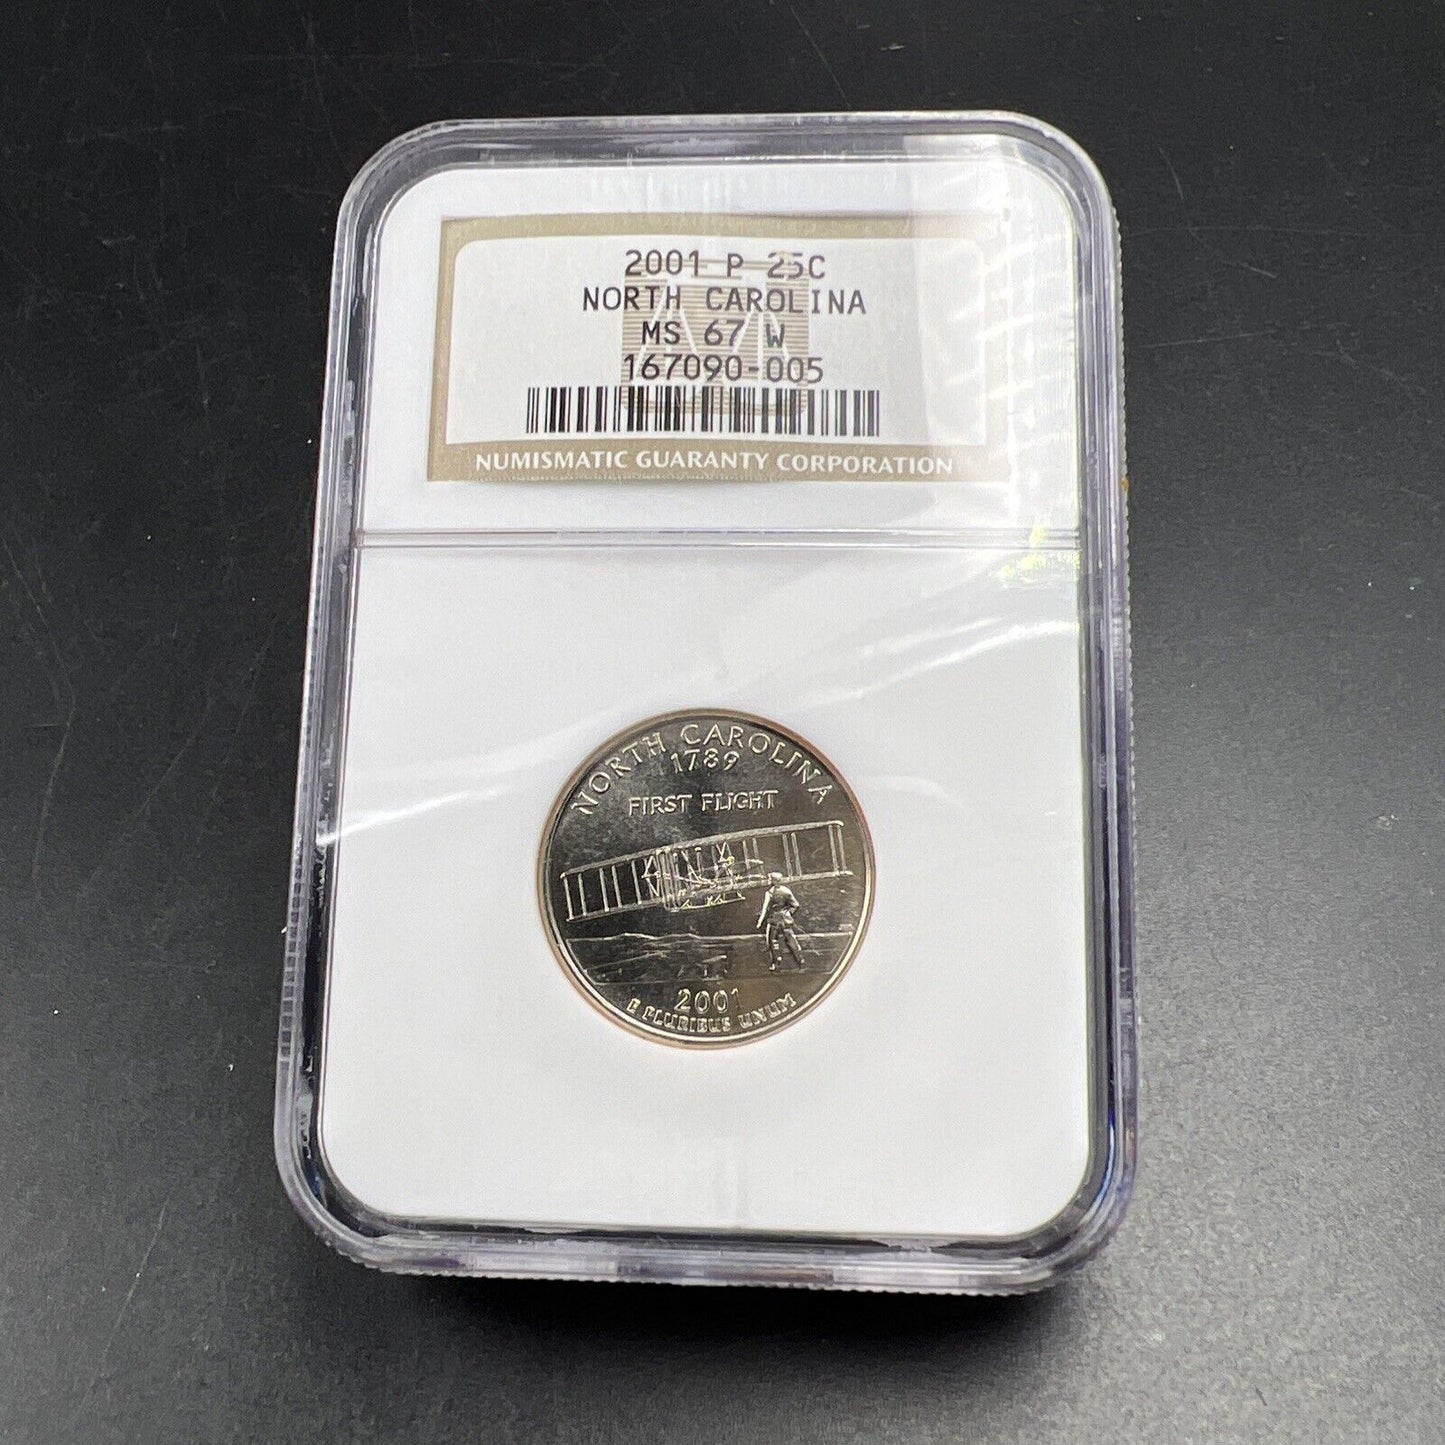 2001 P 25C
NORTH CAROLINA
MS 67 W
167090-005
NUMISMATIC GUARANTY CORPORATION
NORTH CAROLINA
1789
FIRST FLIGHT
2001
E PLURIBUS UNUM